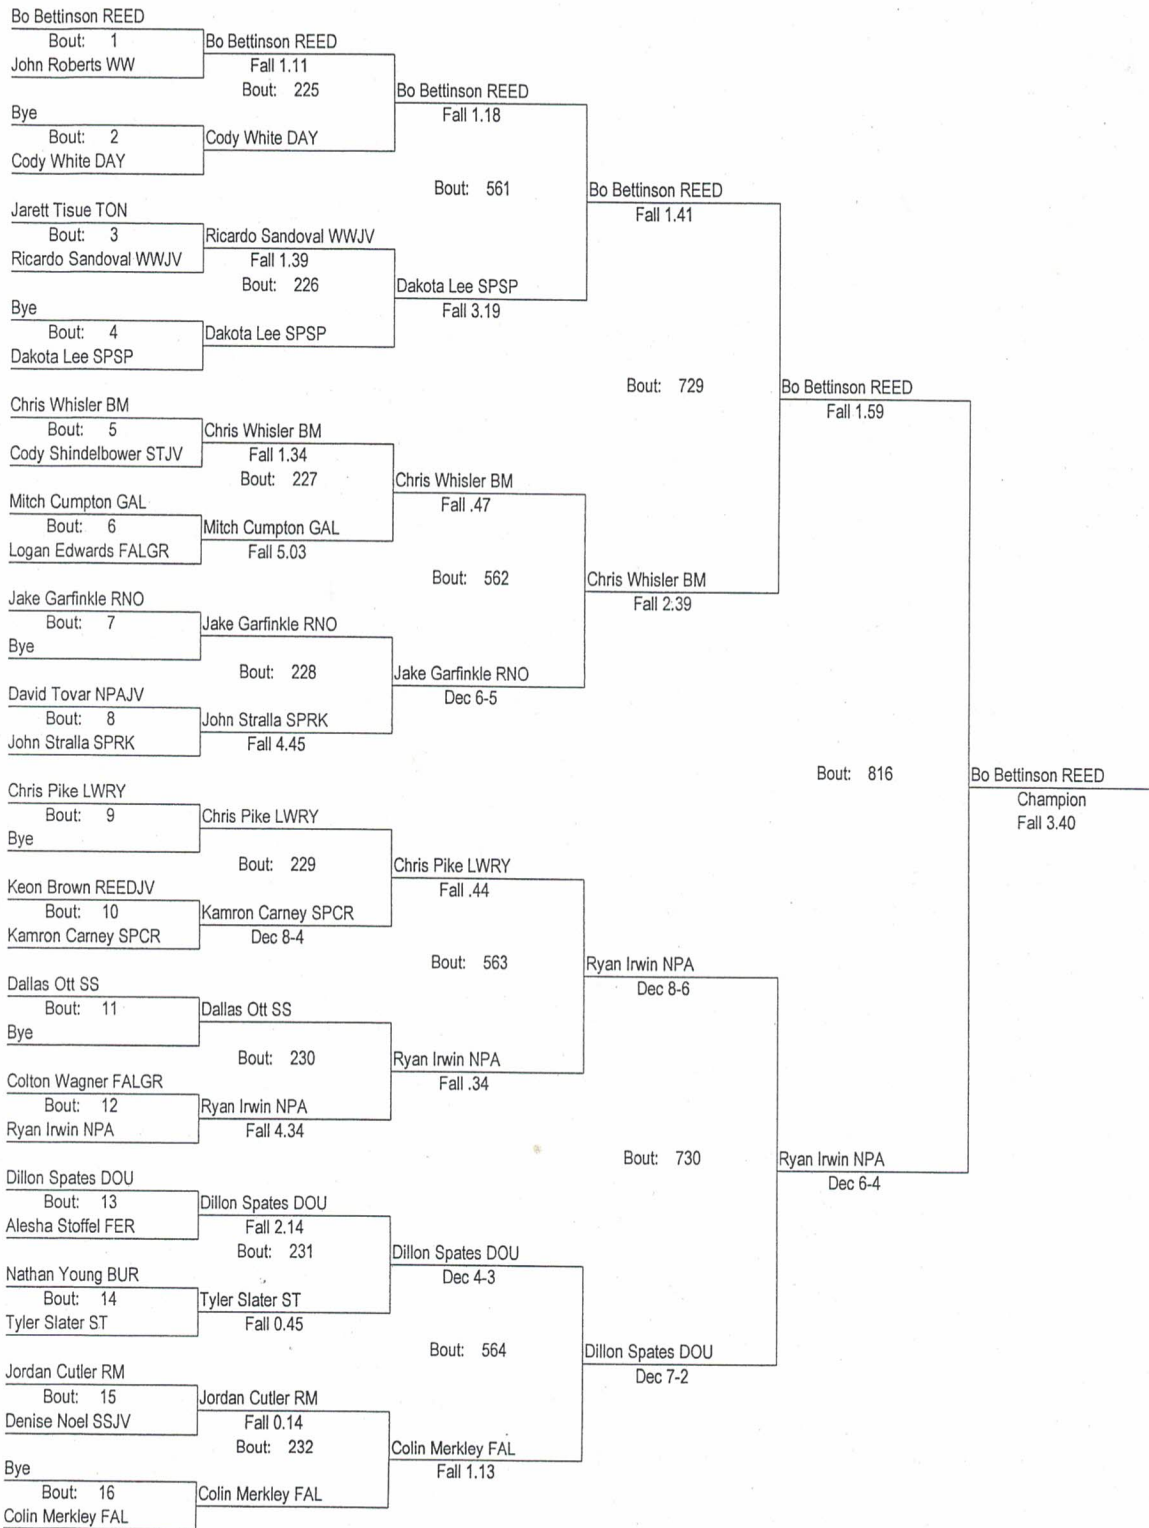 Bo Bettinson REED
Bout: 1
John Roberts WW
Bo Bettinson REED
Fall 1.11
Bout: 225
Bye
Bout: 2
Cody White DAY
Cody White DAY
Bo Bettinson REED
Fall 1.18
Bout: 561
Jarett Tisue TON
Bout: 3
Ricardo Sandoval WWJV
Ricardo Sandoval WWJV
Fall 1.39
Bout: 226
Bye
Bout: 4
Dakota Lee SPSP
Dakota Lee SPSP
Dakota Lee SPSP
Fall 3.19
Bo Bettinson REED
Fall 1.41
Bout: 729
Chris Whisler BM
Bout: 5
Cody Shindelbower STJV
Chris Whisler BM
Fall 1.34
Bout: 227
Mitch Cumpton GAL
Bout: 6
Logan Edwards FALGR
Mitch Cumpton GAL
Fall 5.03
Chris Whisler BM
Fall .47
Bout: 562
Jake Garfinkle RNO
Bout: 7
Bye
Jake Garfinkle RNO
Bout: 228
David Tovar NPAJV
Bout: 8
John Stralla SPRK
John Stralla SPRK
Fall 4.45
Jake Garfinkle RNO
Dec 6-5
Chris Whisler BM
Fall 2.39
Bo Bettinson REED
Fall 1.59
Bout: 816
Bo Bettinson REED
Champion
Fall 3.40
Chris Pike LWRY
Bout: 9
Bye
Chris Pike LWRY
Bout: 229
Keon Brown REEDJV
Bout: 10
Kamron Carney SPCR
Kamron Carney SPCR
Dec 8-4
Chris Pike LWRY
Fall .44
Bout: 563
Dallas Ott SS
Bout: 11
Bye
Dallas Ott SS
Bout: 230
Colton Wagner FALGR
Bout: 12
Ryan Irwin NPA
Ryan Irwin NPA
Fall 4.34
Ryan Irwin NPA
Fall .34
Ryan Irwin NPA
Dec 8-6
Bout: 730
Dillon Spates DOU
Bout: 13
Alesha Stoffel FER
Dillon Spates DOU
Fall 2.14
Bout: 231
Nathan Young BUR
Bout: 14
Tyler Slater ST
Tyler Slater ST
Fall 0.45
Dillon Spates DOU
Dec 4-3
Bout: 564
Jordan Cutler RM
Bout: 15
Denise Noel SSJV
Jordan Cutler RM
Fall 0.14
Bout: 232
Bye
Bout: 16
Colin Merkley FAL
Colin Merkley FAL
Colin Merkley FAL
Fall 1.13
Dillon Spates DOU
Dec 7-2
Ryan Irwin NPA
Dec 6-4